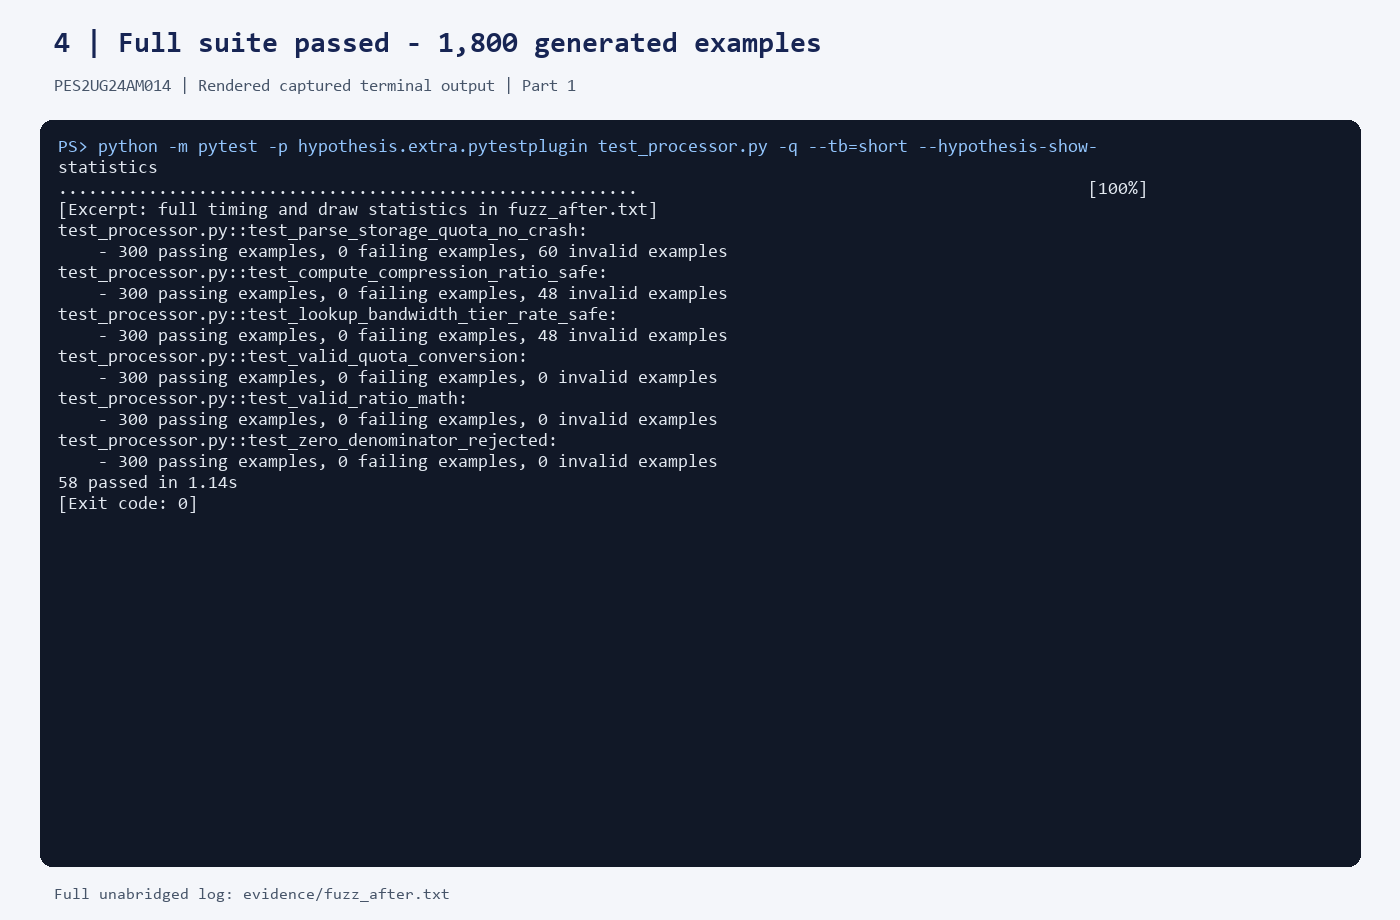 4 | Full suite passed - 1,800 generated examples
PES2UG24AM014 | Rendered captured terminal output | Part 1
PS> python -m pytest -p hypothesis.extra.pytestplugin test_processor.py -q --tb=short --hypothesis-show-
statistics
.......................................................... [100%]
[Excerpt: full timing and draw statistics in fuzz_after.txt]
test_processor.py::test_parse_storage_quota_no_crash:
    - 300 passing examples, 0 failing examples, 60 invalid examples
test_processor.py::test_compute_compression_ratio_safe:
    - 300 passing examples, 0 failing examples, 48 invalid examples
test_processor.py::test_lookup_bandwidth_tier_rate_safe:
    - 300 passing examples, 0 failing examples, 48 invalid examples
test_processor.py::test_valid_quota_conversion:
    - 300 passing examples, 0 failing examples, 0 invalid examples
test_processor.py::test_valid_ratio_math:
    - 300 passing examples, 0 failing examples, 0 invalid examples
test_processor.py::test_zero_denominator_rejected:
    - 300 passing examples, 0 failing examples, 0 invalid examples
58 passed in 1.14s
[Exit code: 0]
Full unabridged log: evidence/fuzz_after.txt